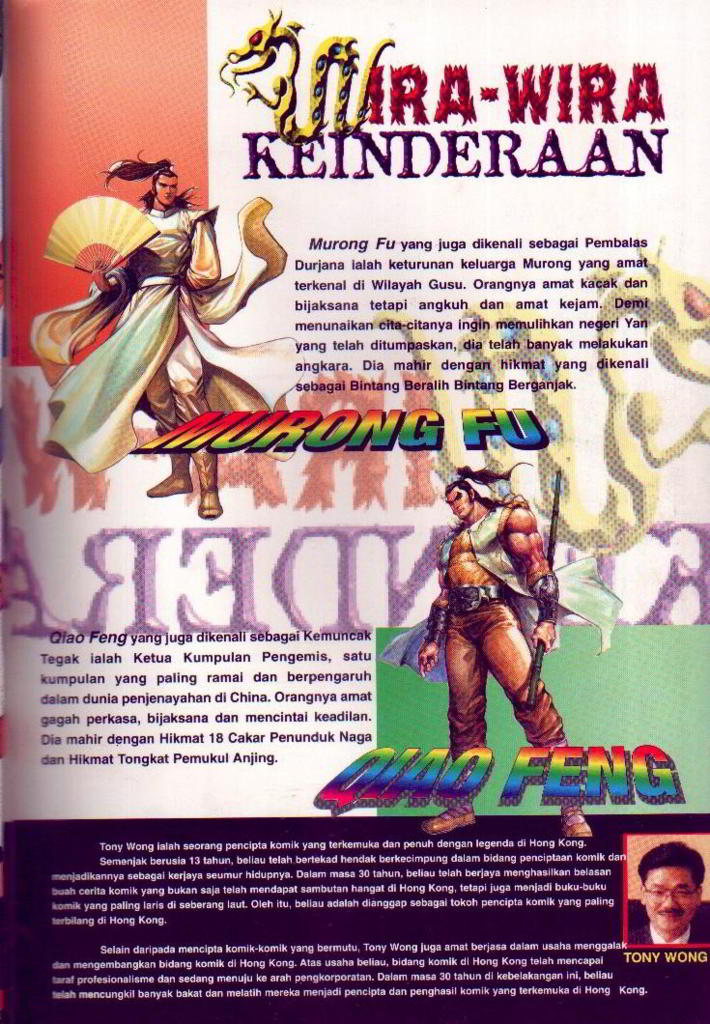 WIRA-WIRA
KEINDERAAN
Murong Fu yang juga dikenali sebagai Pembalas
Durjana ialah keturunan keluarga Murong yang amat
terkenal di Wilayah Gusu. Orangnya amat kacak dan
bijaksana tetapi angkuh dan amat kejam. Demi
menunaikan cita-citanya ingin memulihkan negeri Yan
yang telah ditumpaskan, dia telah banyak melakukan
angkara. Dia mahir dengan hikmat yang dikenali
sebagai Bintang Beralih Bintang Berganjak.
MURONG FU
Qiao Feng yang juga dikenali sebagai Kemuncak
Tegak ialah Ketua Kumpulan Pengemis, satu
kumpulan yang paling ramai dan berpengaruh
dalam dunia penjenayahan di China. Orangnya amat
gagah perkasa, bijaksana dan mencintai keadilan.
Dia mahir dengan Hikmat 18 Cakar Penunduk Naga
dan Hikmat Tongkat Pemukul Anjing.
QIAO FENG
Tony Wong ialah seorang pencipta komik yang terkemuka dan penuh dengan legenda di Hong Kong.
Semenjak berusia 13 tahun, beliau telah bertekad hendak berkecimpung dalam bidang penciptaan komik dan
menjadikannya sebagai kerjaya seumur hidupnya. Dalam masa 30 tahun, beliau telah berjaya menghasilkan belasan
buah cerita komik yang bukan saja telah mendapat sambutan hangat di Hong Kong, tetapi juga menjadi buku-buku
komik yang paling laris di seberang laut. Oleh itu, beliau adalah dianggap sebagai tokoh pencipta komik yang paling
terbilang di Hong Kong.
Selain daripada mencipta komik-komik yang bermutu, Tony Wong juga amat berjasa dalam usaha menggalak
dan mengembangkan bidang komik di Hong Kong. Atas usaha beliau, bidang komik di Hong Kong telah mencapai
taraf profesionalisme dan sedang menuju ke arah pengkorporatan. Dalam masa 30 tahun di kebelakangan ini, beliau
telah mencungkil banyak bakat dan melatih mereka menjadi pencipta dan penghasil komik yang terkemuka di Hong Kong.
TONY WONG